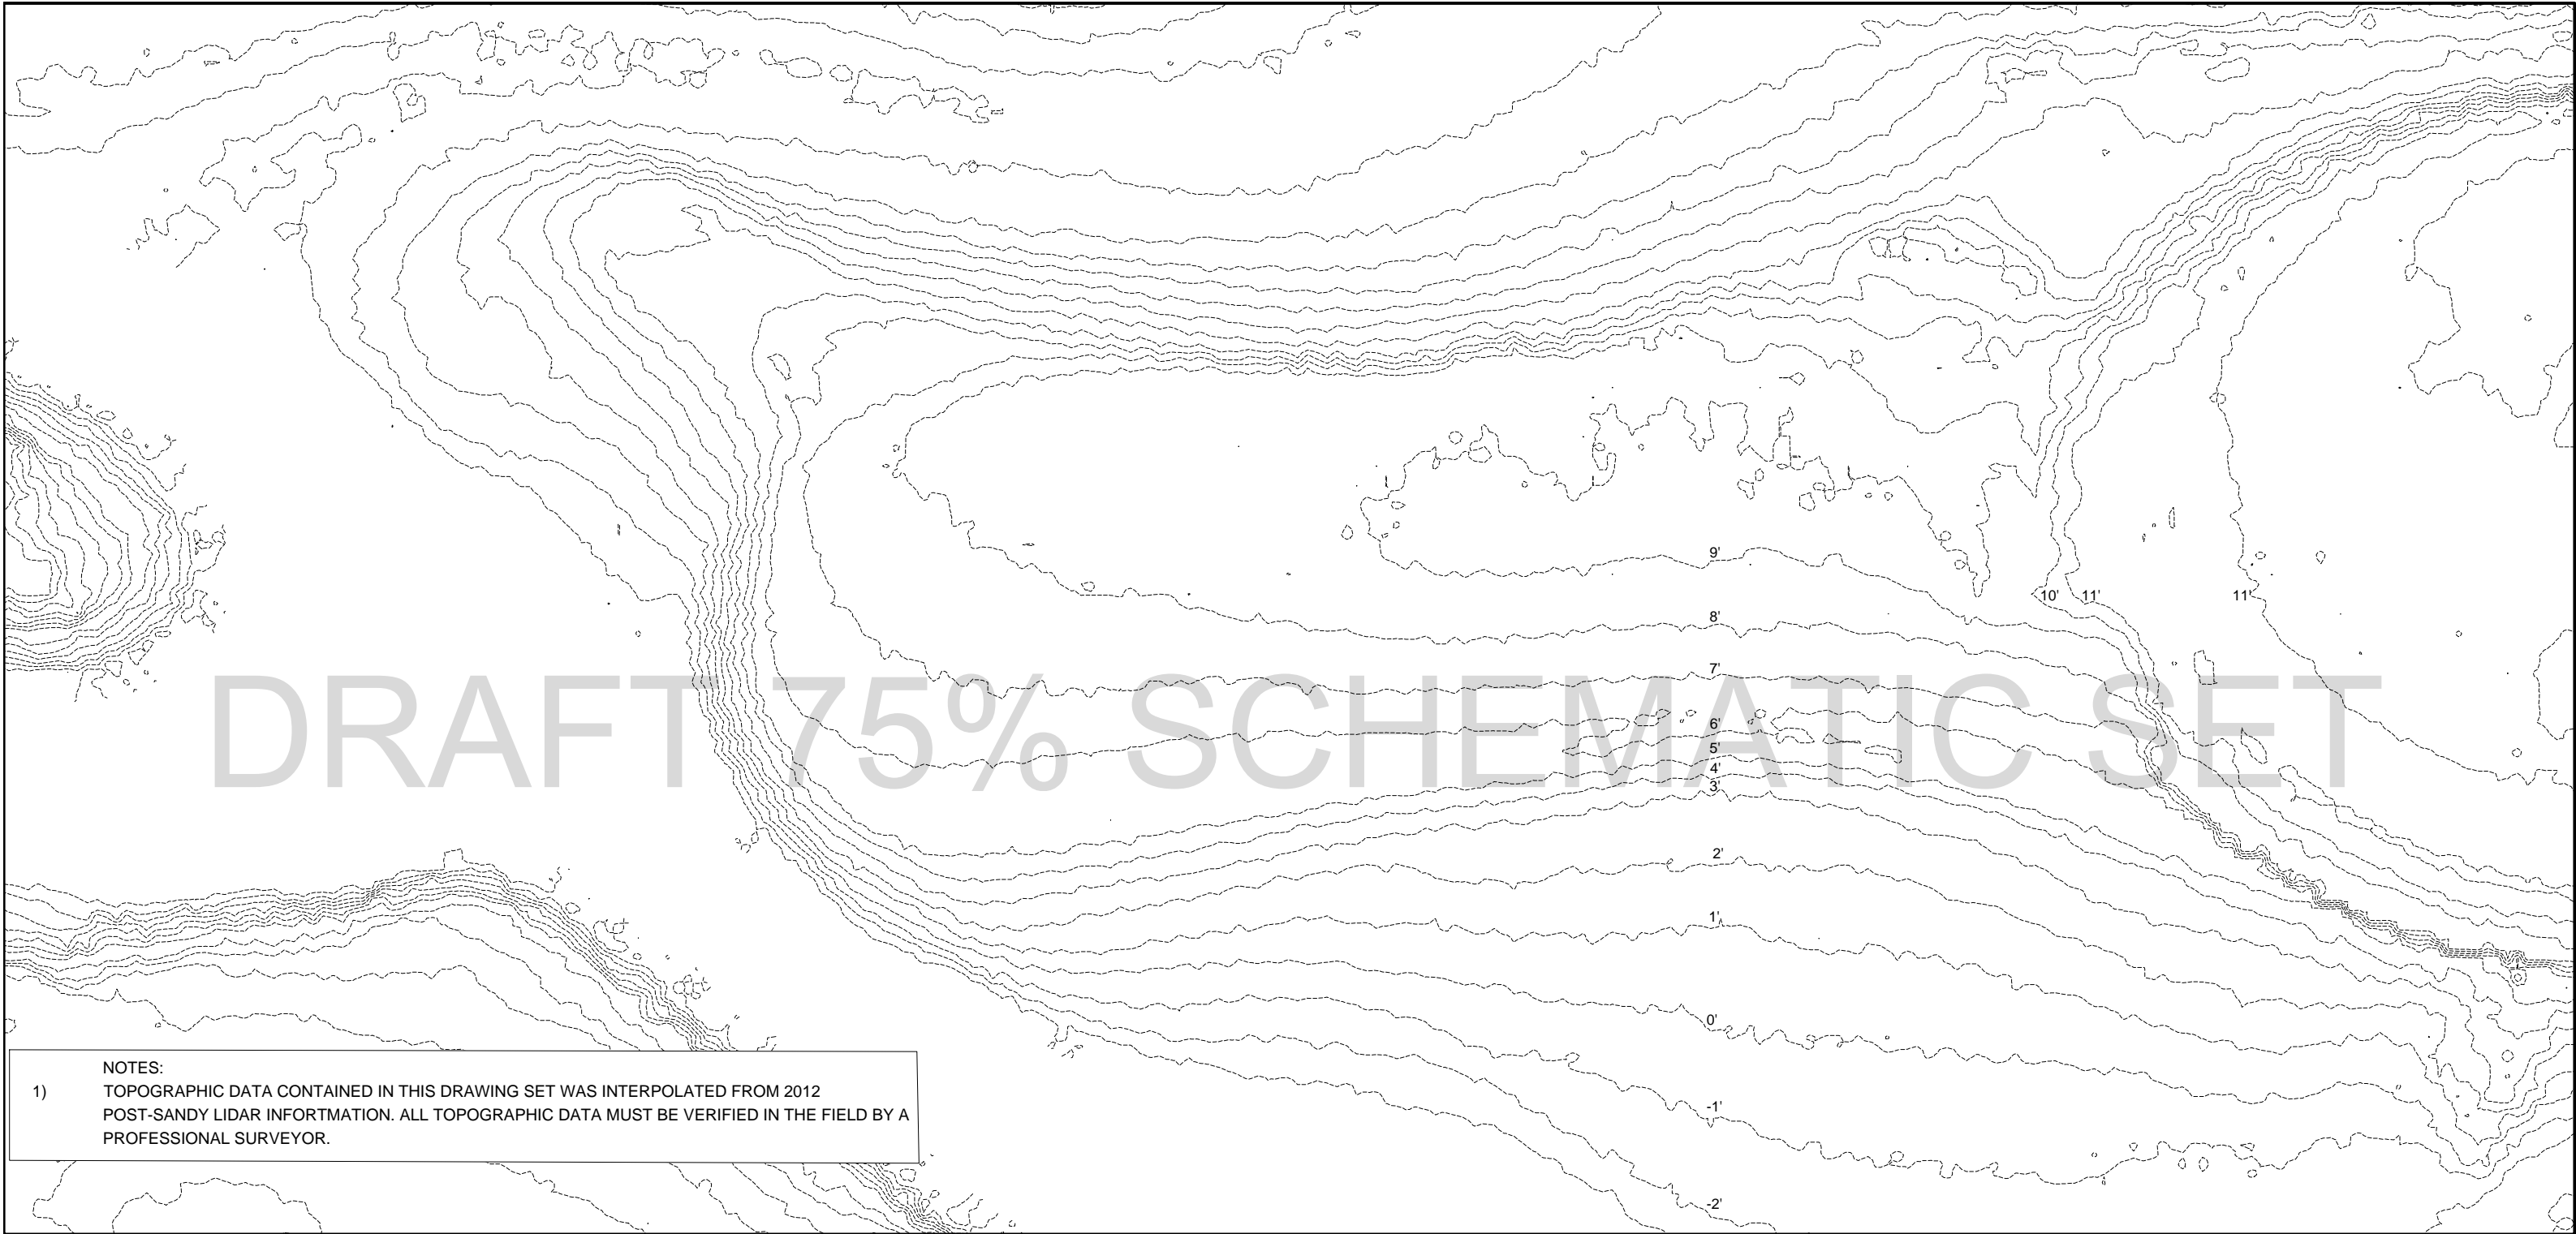 9'
8'
10' 11' 11'
7'
DRAFT 75% SCHEMATIC SET
6'
5'
4'
3'
2'
1'
0'
-1'
-2'
NOTES:
1) TOPOGRAPHIC DATA CONTAINED IN THIS DRAWING SET WAS INTERPOLATED FROM 2012
POST-SANDY LIDAR INFORTMATION. ALL TOPOGRAPHIC DATA MUST BE VERIFIED IN THE FIELD BY A
PROFESSIONAL SURVEYOR.